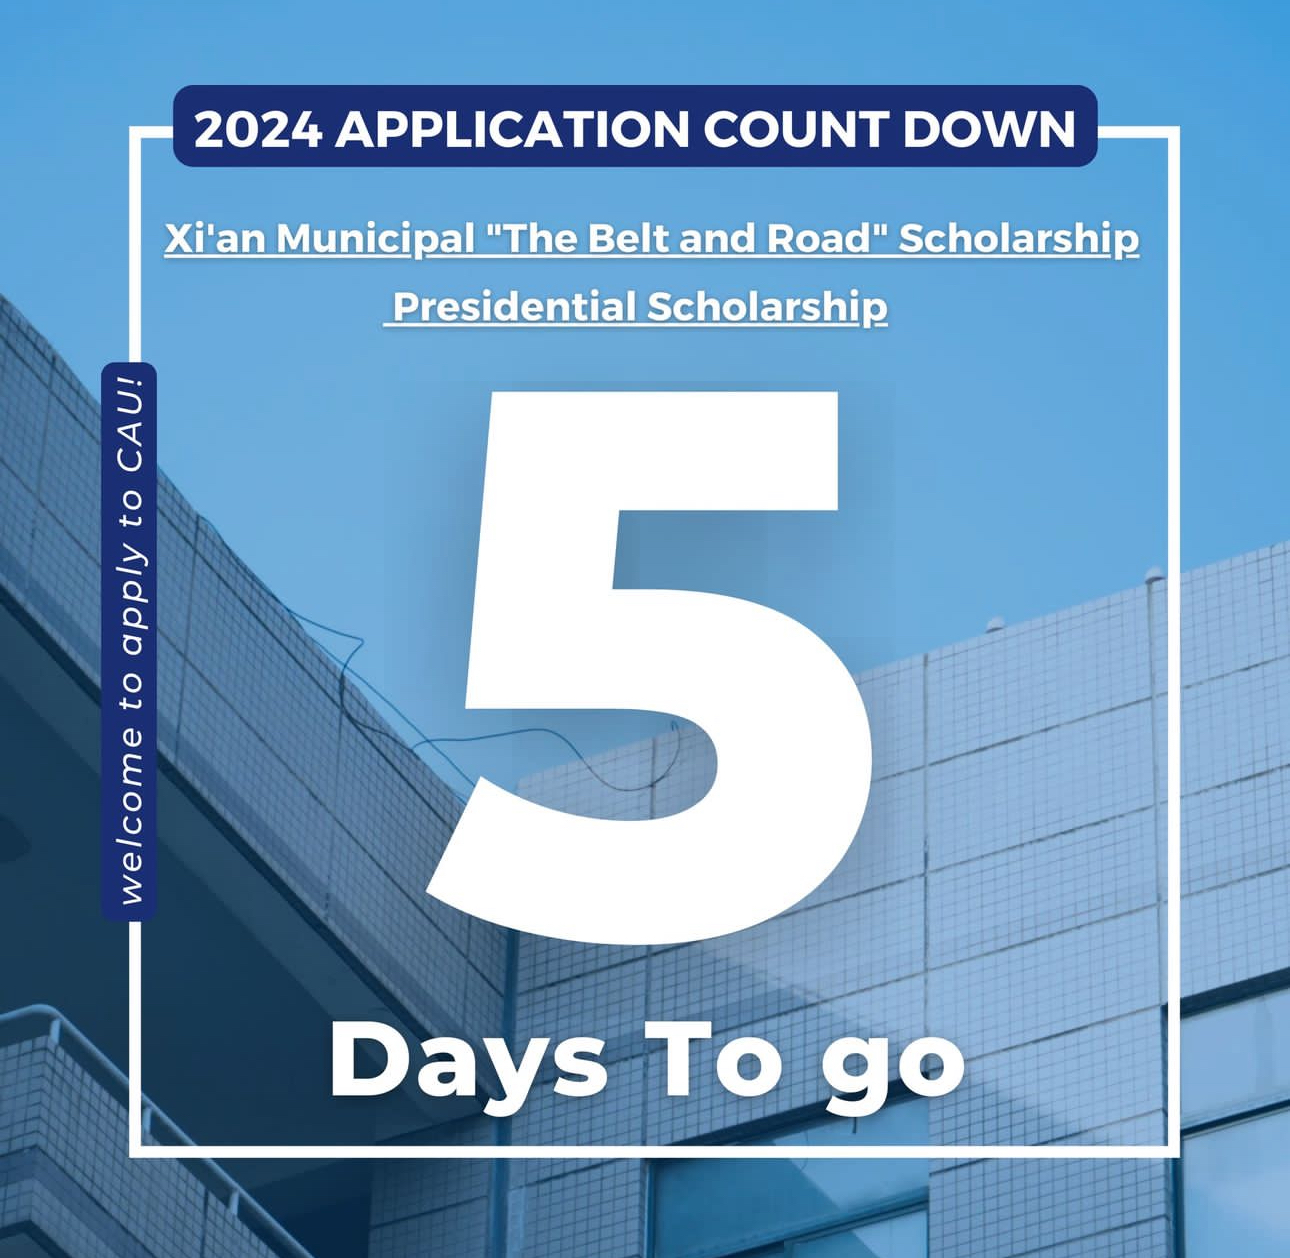 2024 APPLICATION COUNT DOWN
Xi'an Municipal "The Belt and Road" Scholarship
Presidential Scholarship
welcome to apply to CAU!
5
Days To go